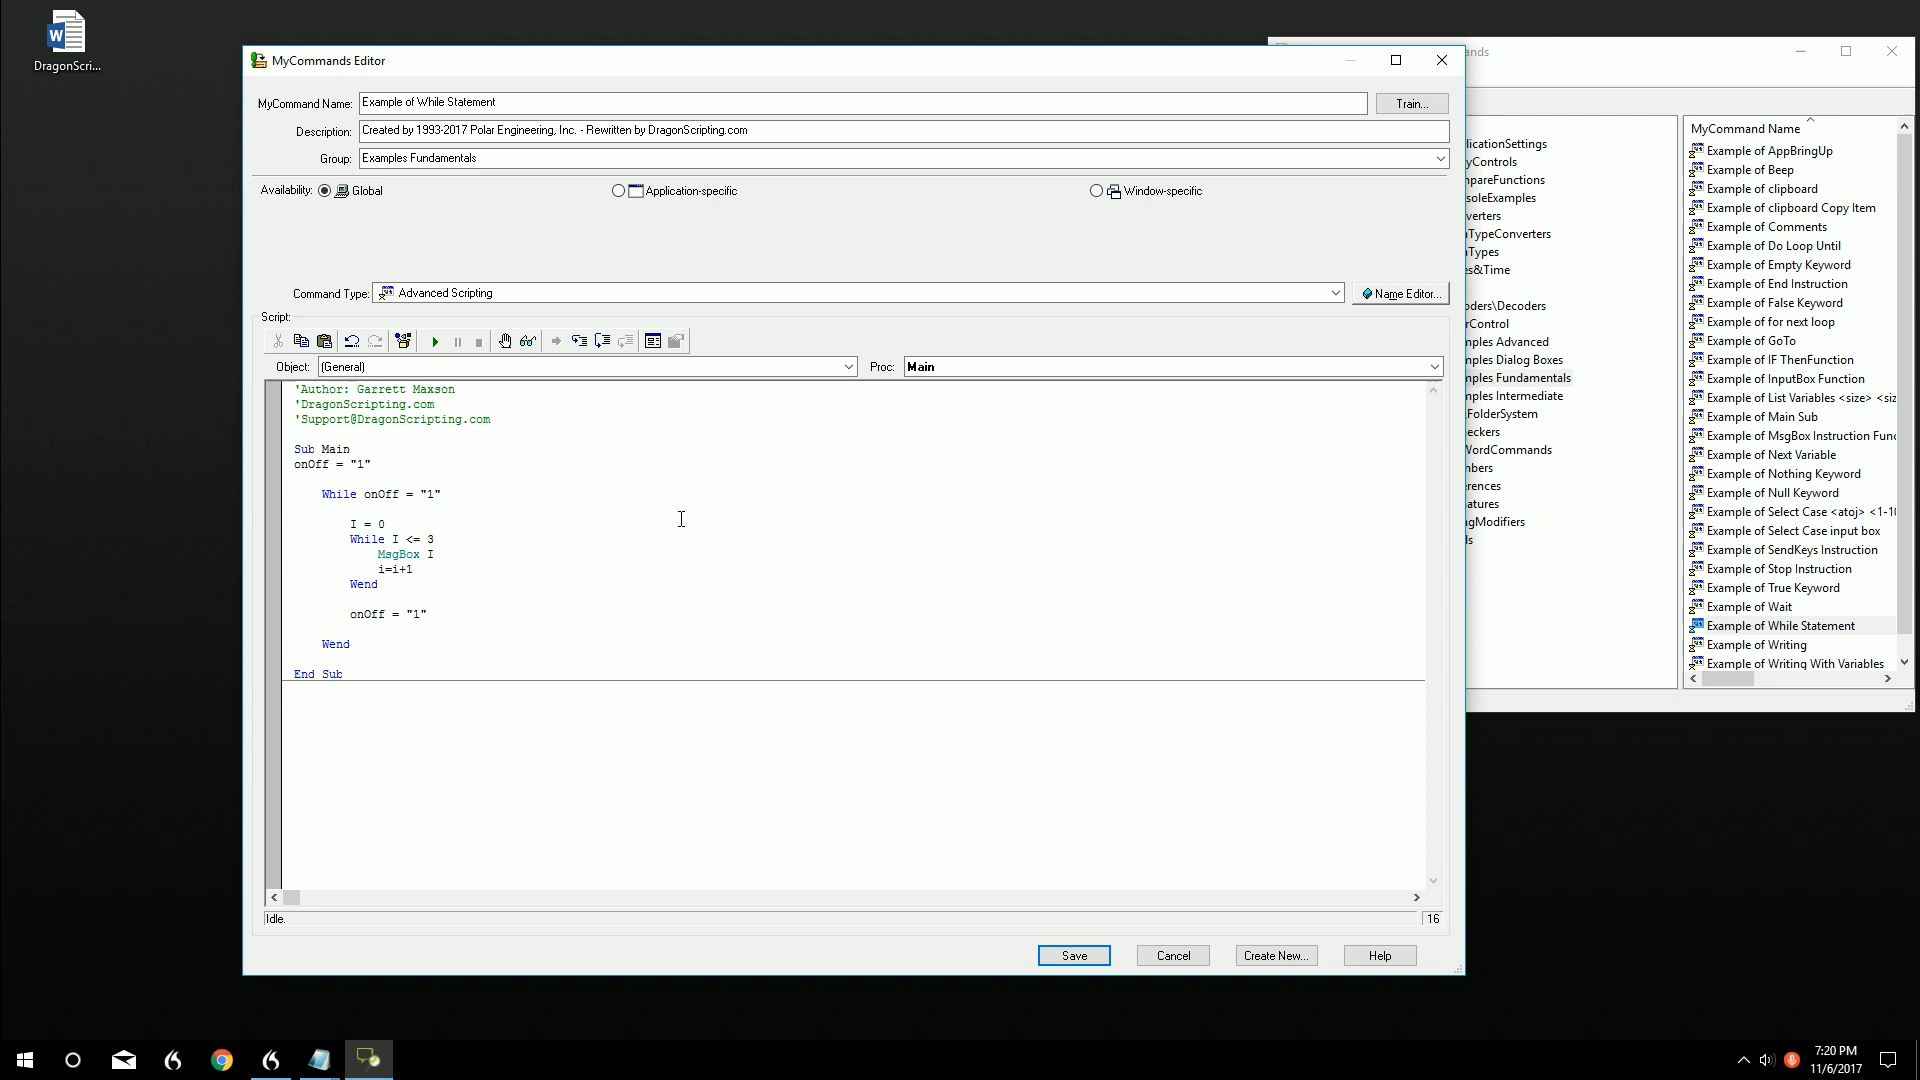 DragonScri...
MyCommands Editor
MyCommand Name: Example of While Statement Train...
Description: Created by 1993-2017 Polar Engineering, Inc. - Rewritten by DragonScripting.com
Group: Examples Fundamentals
Availability: Global Application-specific Window-specific
Command Type: Advanced Scripting Name Editor...
Script:
Object: (General) Proc: Main
'Author: Garrett Maxson
'DragonScripting.com
'Support@DragonScripting.com
Sub Main
onOff = "1"
While onOff = "1"
I = 0
While I <= 3
MsgBox I
i=i+1
Wend
onOff = "1"
Wend
End Sub
Idle. 16
Save Cancel Create New... Help
ands
licationSettings
yControls
npareFunctions
soleExamples
verters
aTypeConverters
aTypes
es&Time
oders\Decoders
rControl
nples Advanced
nples Dialog Boxes
nples Fundamentals
nples Intermediate
FolderSystem
eckers
WordCommands
nbers
erences
atures
ngModifiers
ls
MyCommand Name
Example of AppBringUp
Example of Beep
Example of clipboard
Example of clipboard Copy Item
Example of Comments
Example of Do Loop Until
Example of Empty Keyword
Example of End Instruction
Example of False Keyword
Example of for next loop
Example of GoTo
Example of IF ThenFunction
Example of InputBox Function
Example of List Variables <size> <siz
Example of Main Sub
Example of MsgBox Instruction Func
Example of Next Variable
Example of Nothing Keyword
Example of Null Keyword
Example of Select Case <atoj> <1-10
Example of Select Case input box
Example of SendKeys Instruction
Example of Stop Instruction
Example of True Keyword
Example of Wait
Example of While Statement
Example of Writing
Example of Writing With Variables
7:20 PM
11/6/2017